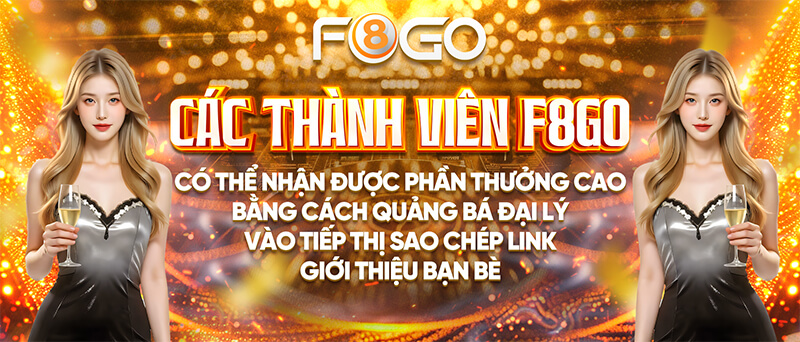 F8GO
CÁC THÀNH VIÊN F8GO
CÓ THỂ NHẬN ĐƯỢC PHẦN THƯỞNG CAO
BẰNG CÁCH QUẢNG BÁ ĐẠI LÝ
VÀO TIẾP THỊ SAO CHÉP LINK
GIỚI THIỆU BẠN BÈ